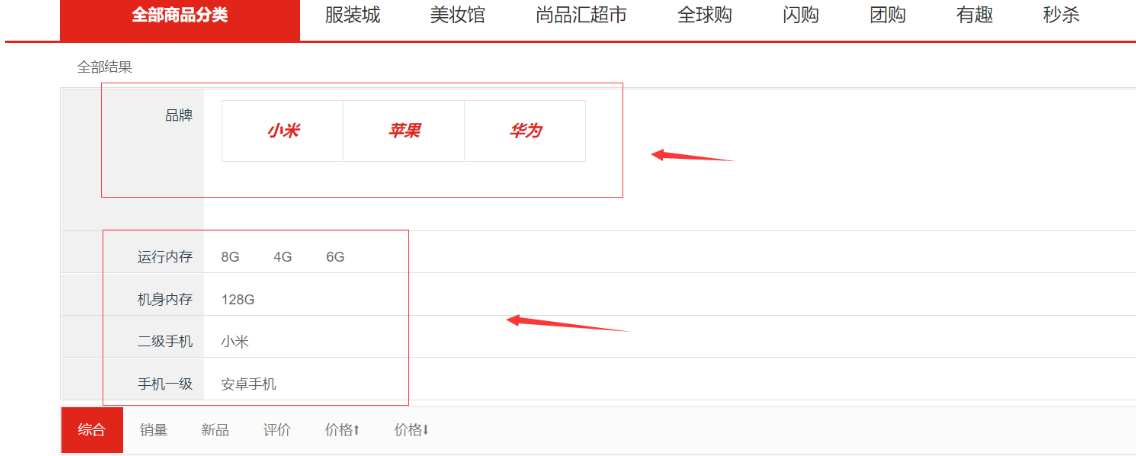 全部商品分类 服装城 美妆馆 尚品汇超市 全球购 闪购 团购 有趣 秒杀
全部结果
品牌 小米 苹果 华为
运行内存 8G 4G 6G
机身内存 128G
二级手机 小米
手机一级 安卓手机
综合 销量 新品 评价 价格⬆ 价格⬇